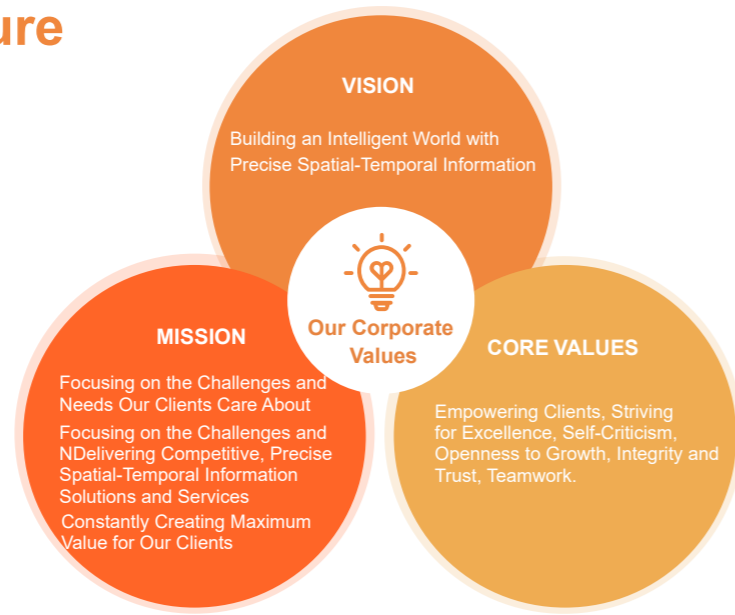 ure
VISION
Building an Intelligent World with
Precise Spatial-Temporal Information
Our Corporate
Values
MISSION
Focusing on the Challenges and
Needs Our Clients Care About
Focusing on the Challenges and
NDelivering Competitive, Precise
Spatial-Temporal Information
Solutions and Services
Constantly Creating Maximum
Value for Our Clients
CORE VALUES
Empowering Clients, Striving
for Excellence, Self-Criticism,
Openness to Growth, Integrity and
Trust, Teamwork.